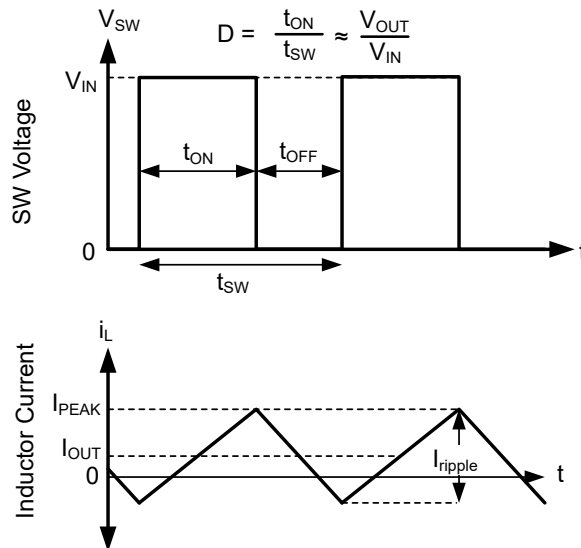 V_SW
D = t_ON / t_SW ≈ V_OUT / V_IN
V_IN
SW Voltage
t_ON
t_OFF
0
t
t_SW
i_L
Inductor Current
I_PEAK
I_OUT
0
I_ripple
t